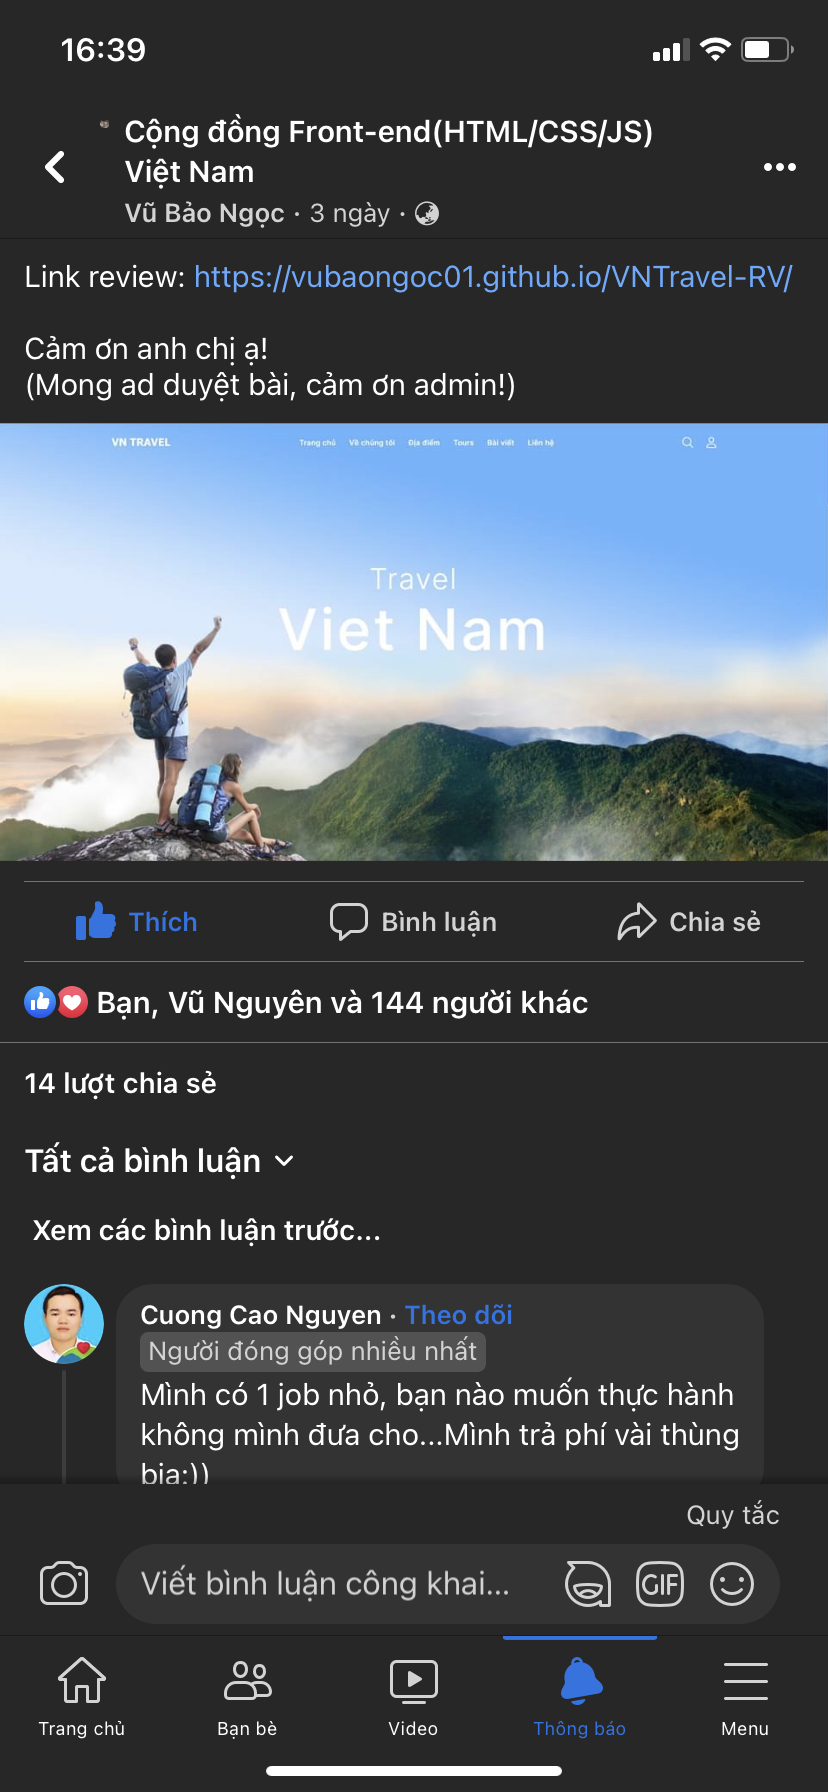 16:39
Cộng đồng Front-end(HTML/CSS/JS)
Việt Nam
Vũ Bảo Ngọc · 3 ngày ·
Link review: https://vubaongoc01.github.io/VNTravel-RV/
Cảm ơn anh chị ạ!
(Mong ad duyệt bài, cảm ơn admin!)
VN TRAVEL Trang chủ Về chúng tôi Địa điểm Tours Bài viết Liên hệ
Travel
Viet Nam
Thích Bình luận Chia sẻ
Bạn, Vũ Nguyên và 144 người khác
14 lượt chia sẻ
Tất cả bình luận
Xem các bình luận trước...
Cuong Cao Nguyen · Theo dõi
Người đóng góp nhiều nhất
Mình có 1 job nhỏ, bạn nào muốn thực hành
không mình đưa cho...Mình trả phí vài thùng
bia:))
Quy tắc
Viết bình luận công khai...
GIF
Trang chủ Bạn bè Video Thông báo Menu